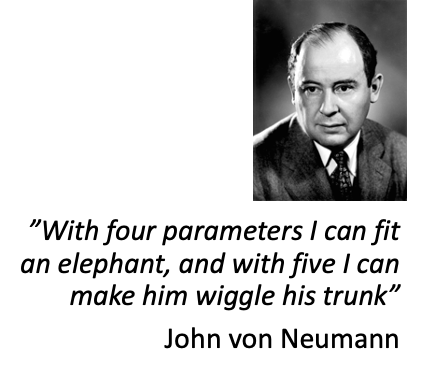 ”With four parameters I can fit
an elephant, and with five I can
make him wiggle his trunk”
John von Neumann